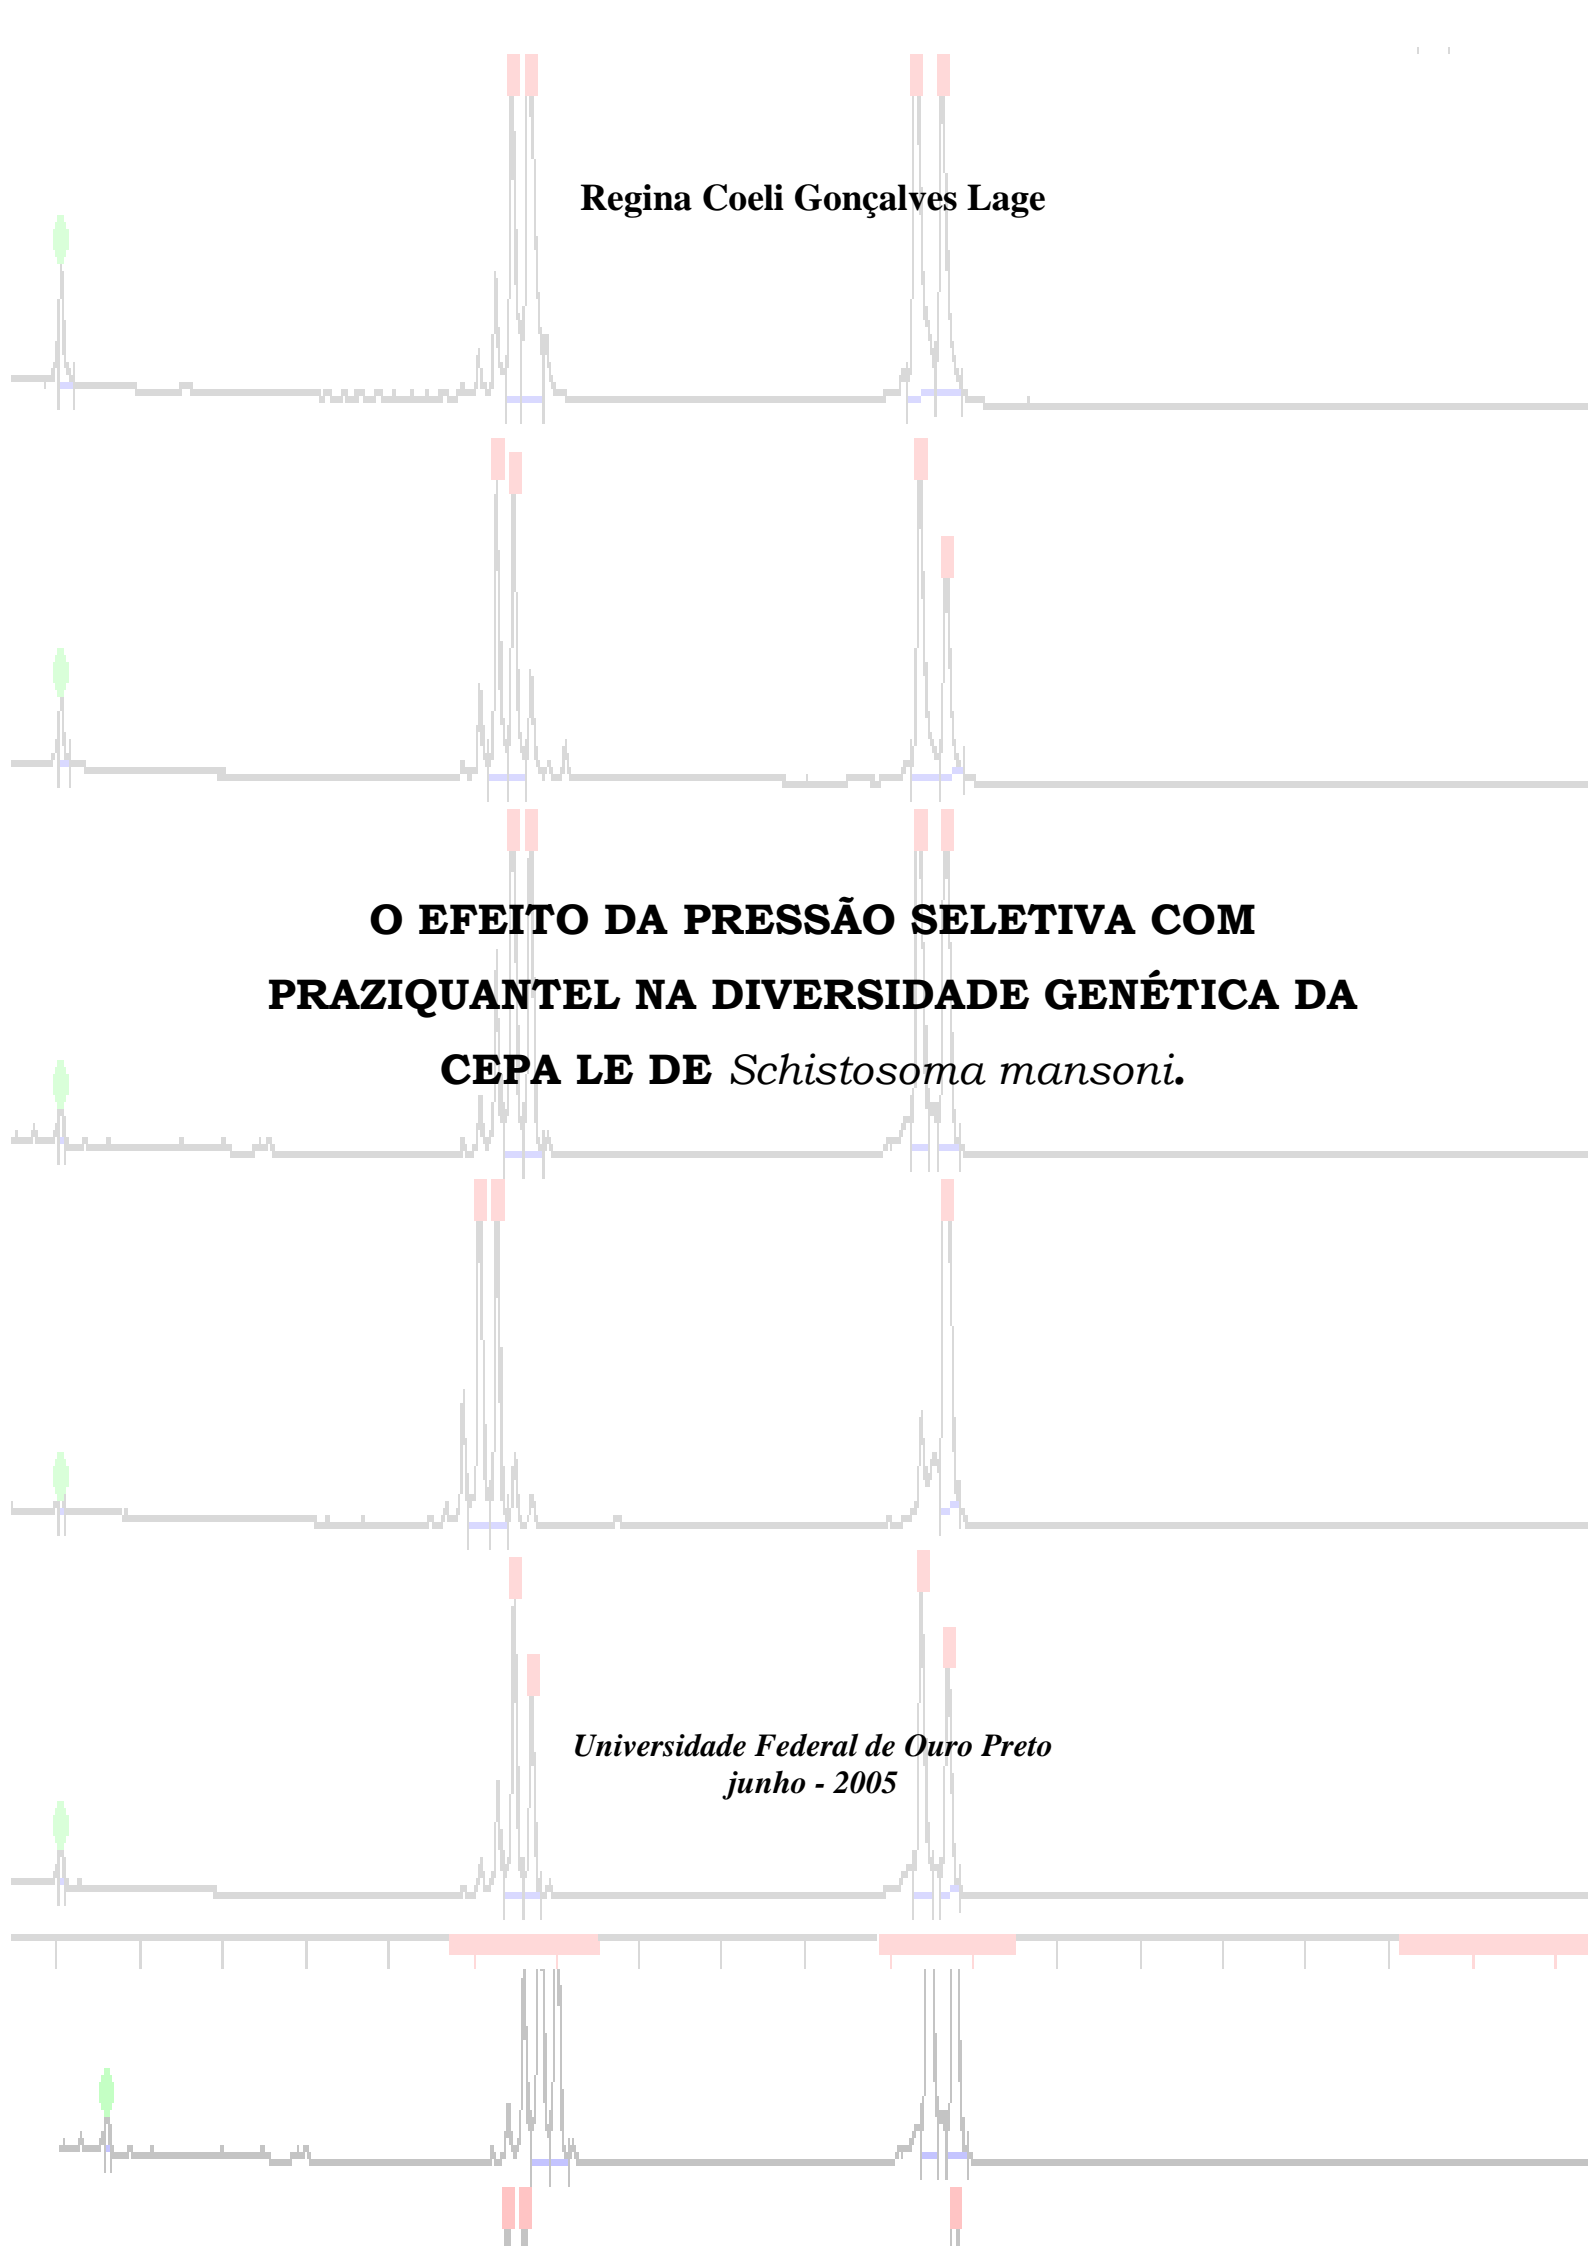 Regina Coeli Gonçalves Lage
O EFEITO DA PRESSÃO SELETIVA COM
PRAZIQUANTEL NA DIVERSIDADE GENÉTICA DA
CEPA LE DE Schistosoma mansoni.
Universidade Federal de Ouro Preto
junho - 2005